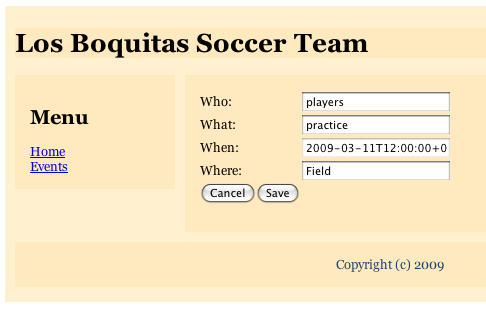 Los Boquitas Soccer Team
Menu
Home
Events
Who: players
What: practice
When: 2009-03-11T12:00:00+0
Where: Field
Cancel Save
Copyright (c) 2009